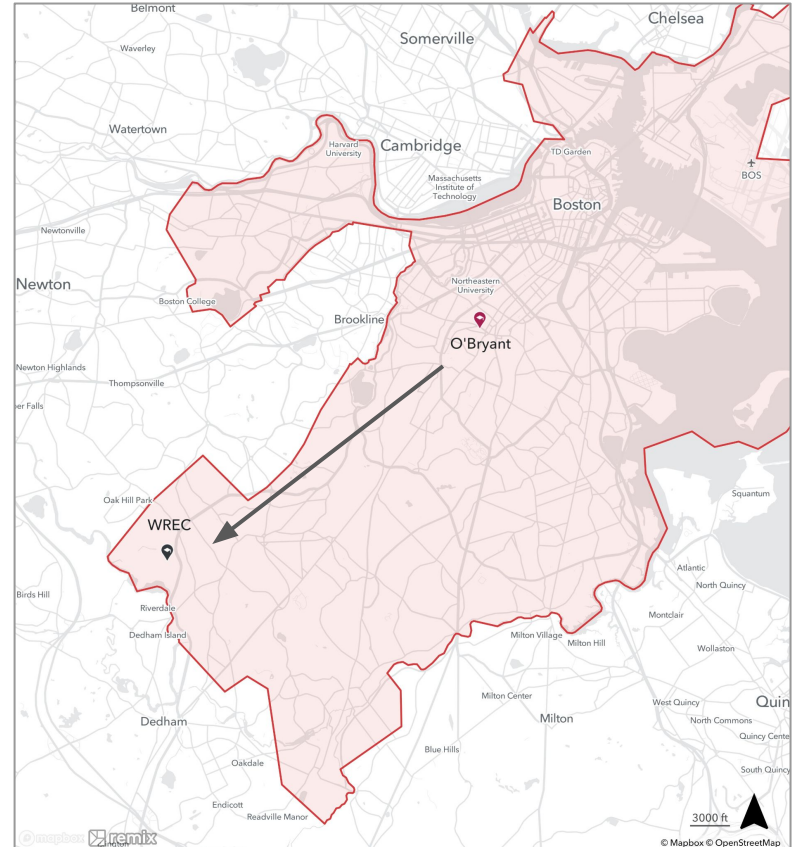 Belmont
Chelsea
Somerville
Waverley
Watertown
Harvard
University
Cambridge
TD Garden
BOS
Massachusetts
Institute of
Technology
Boston
Newtonville
Newton
Northeastern
University
Boston College
Brookline
O'Bryant
Newton Highlands
Thompsonville
er Falls
Oak Hill Park
Squantum
WREC
Atlantic
North Quincy
Birds Hill
Riverdale
Montclair
Dedham Island
Milton Village
Milton Hill
Wollaston
Milton Center
West Quincy
Quin
Dedham
Milton
North Commons
Quincy Cente
Blue Hills
Oakdale
South Quincy
Endicott
Readville Manor
3000 ft
mapbox
remix
© Mapbox © OpenStreetMap